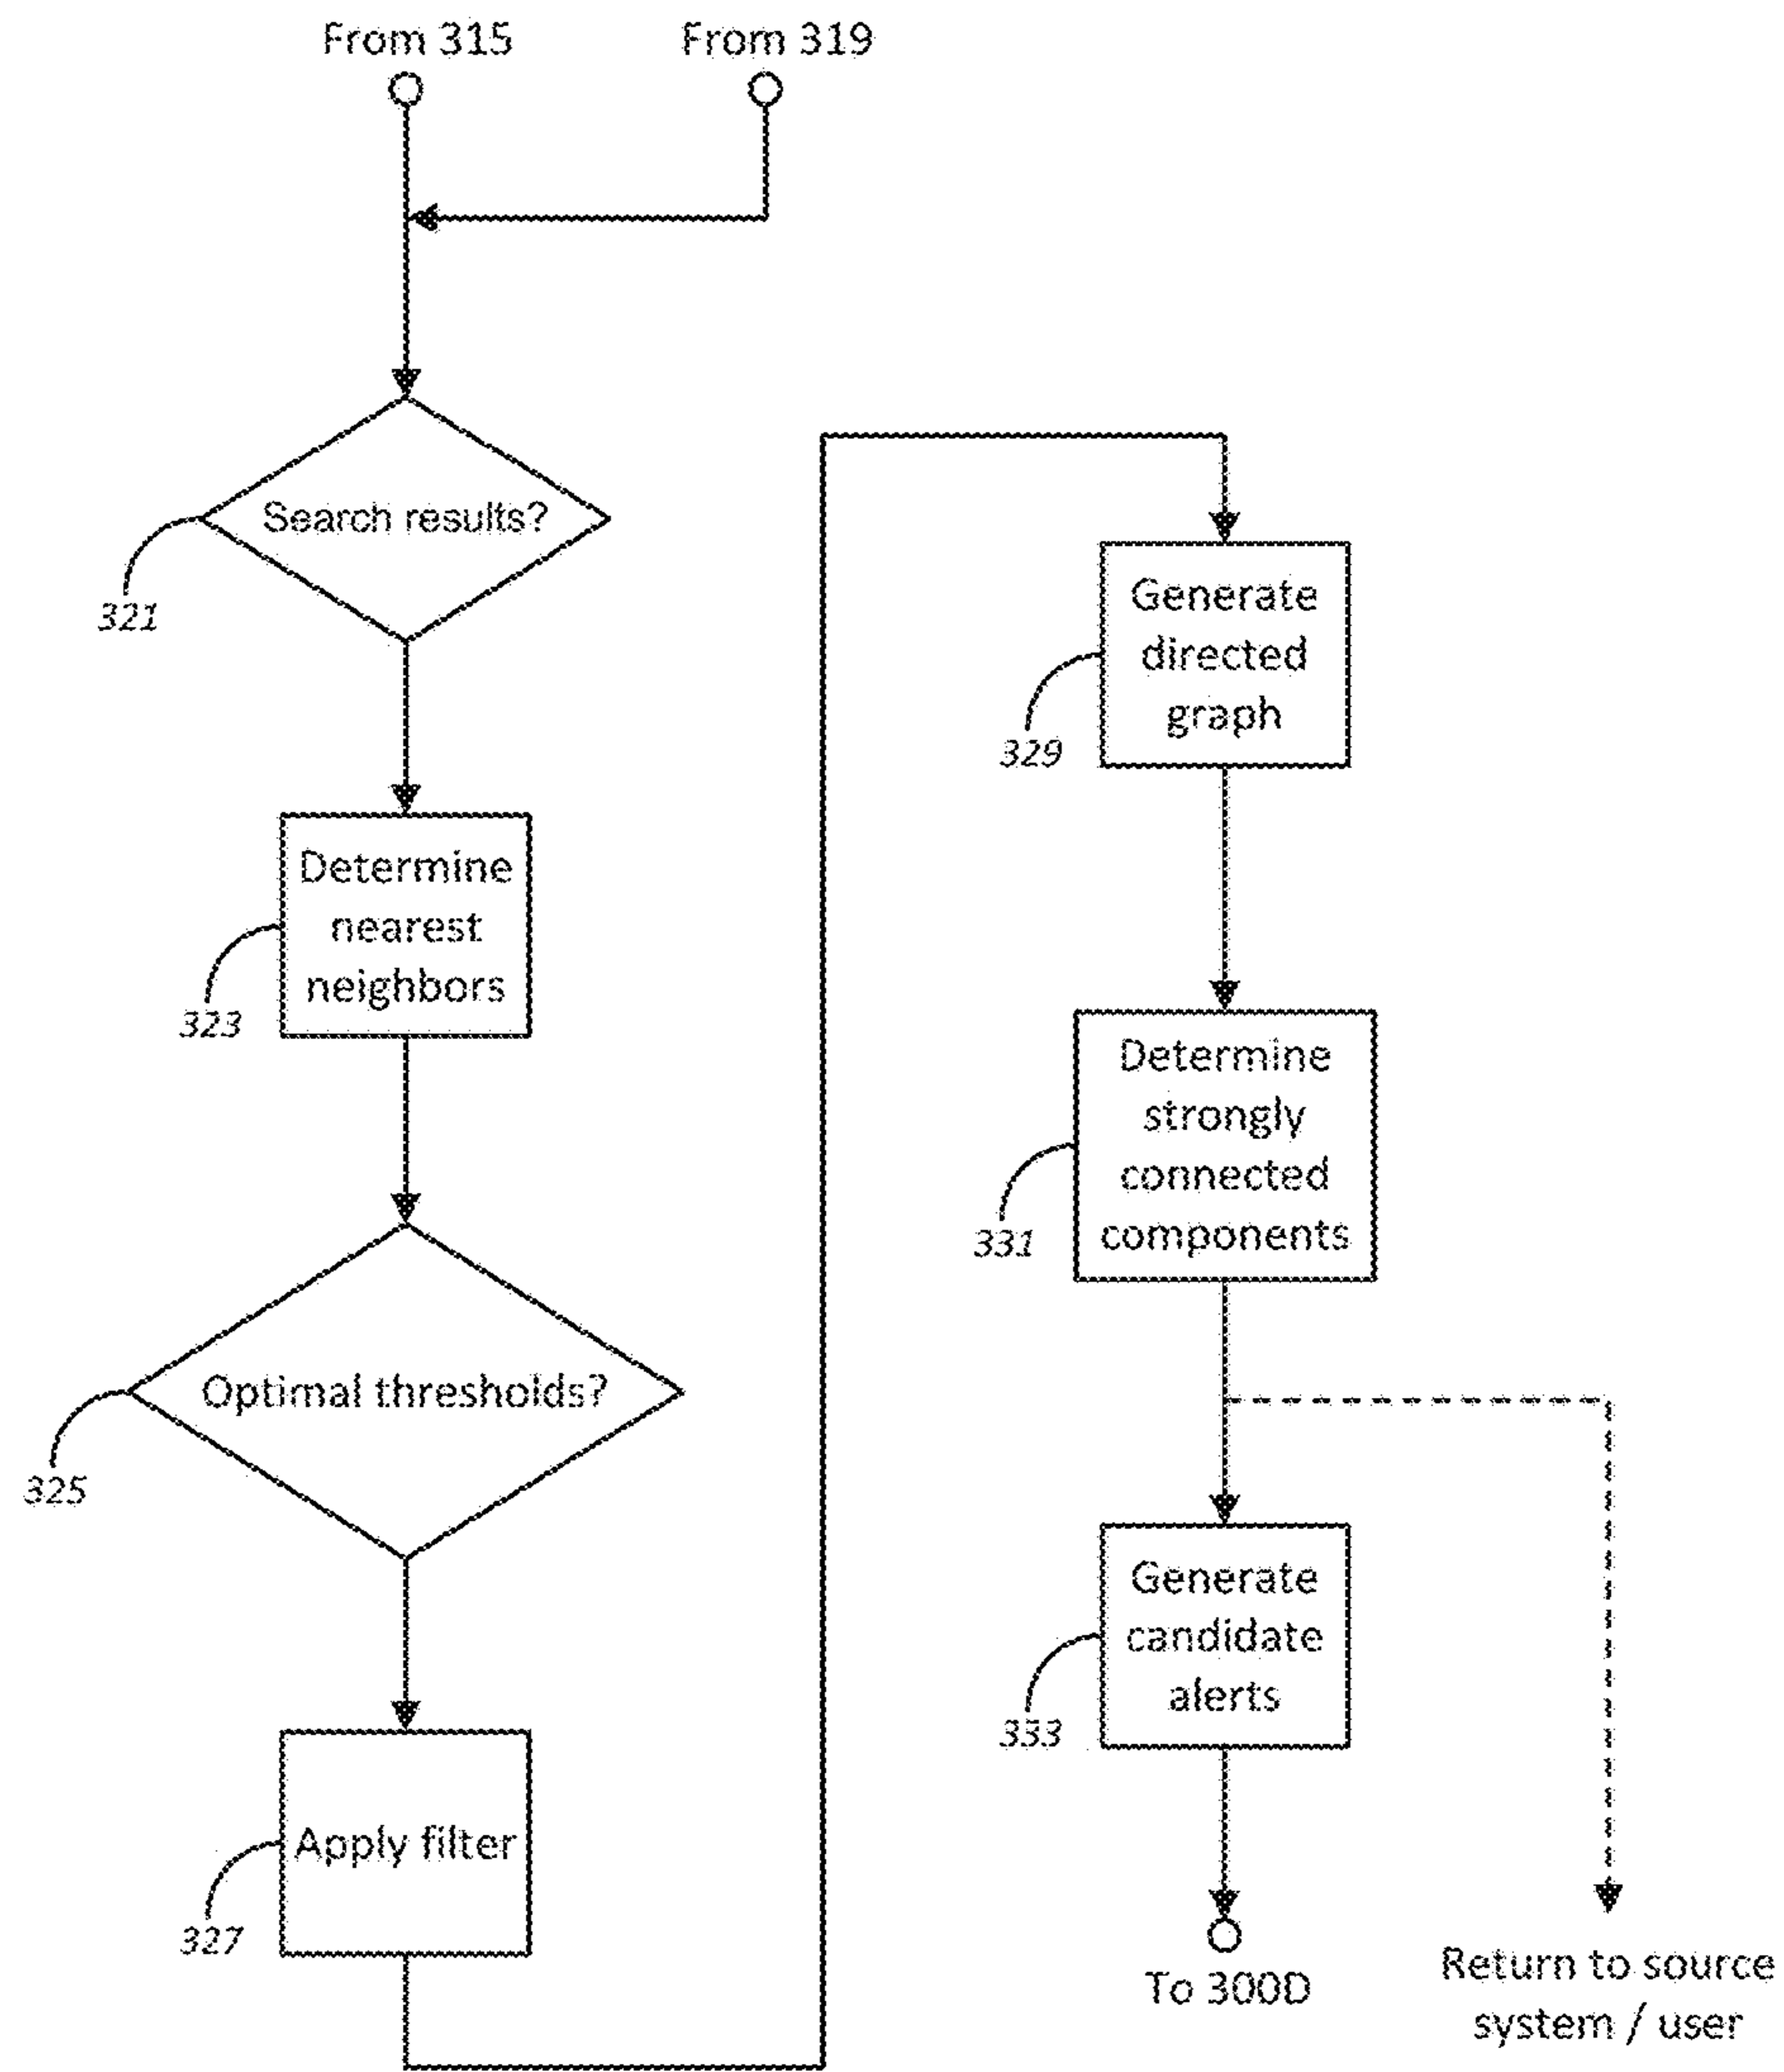 From 315
From 319
Search results?
321
Determine
nearest
neighbors
323
Optimal thresholds?
325
Apply filter
327
Generate
directed
graph
329
Determine
strongly
connected
components
331
Generate
candidate
alerts
333
To 300D
Return to source
system / user